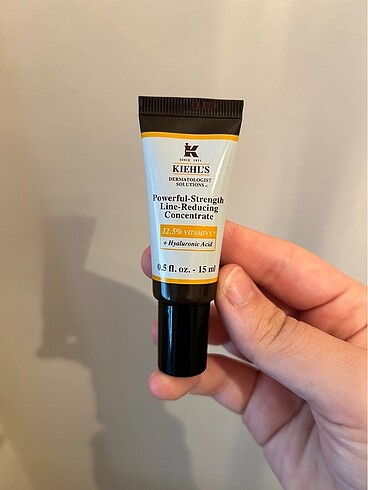 K
SINCE 1851
KIEHL'S
DERMATOLOGIST
SOLUTIONS
Powerful-Strength
Line-Reducing
Concentrate
12.5% VITAMIN C
+ Hyaluronic Acid
0.5 fl. oz. - 15 ml